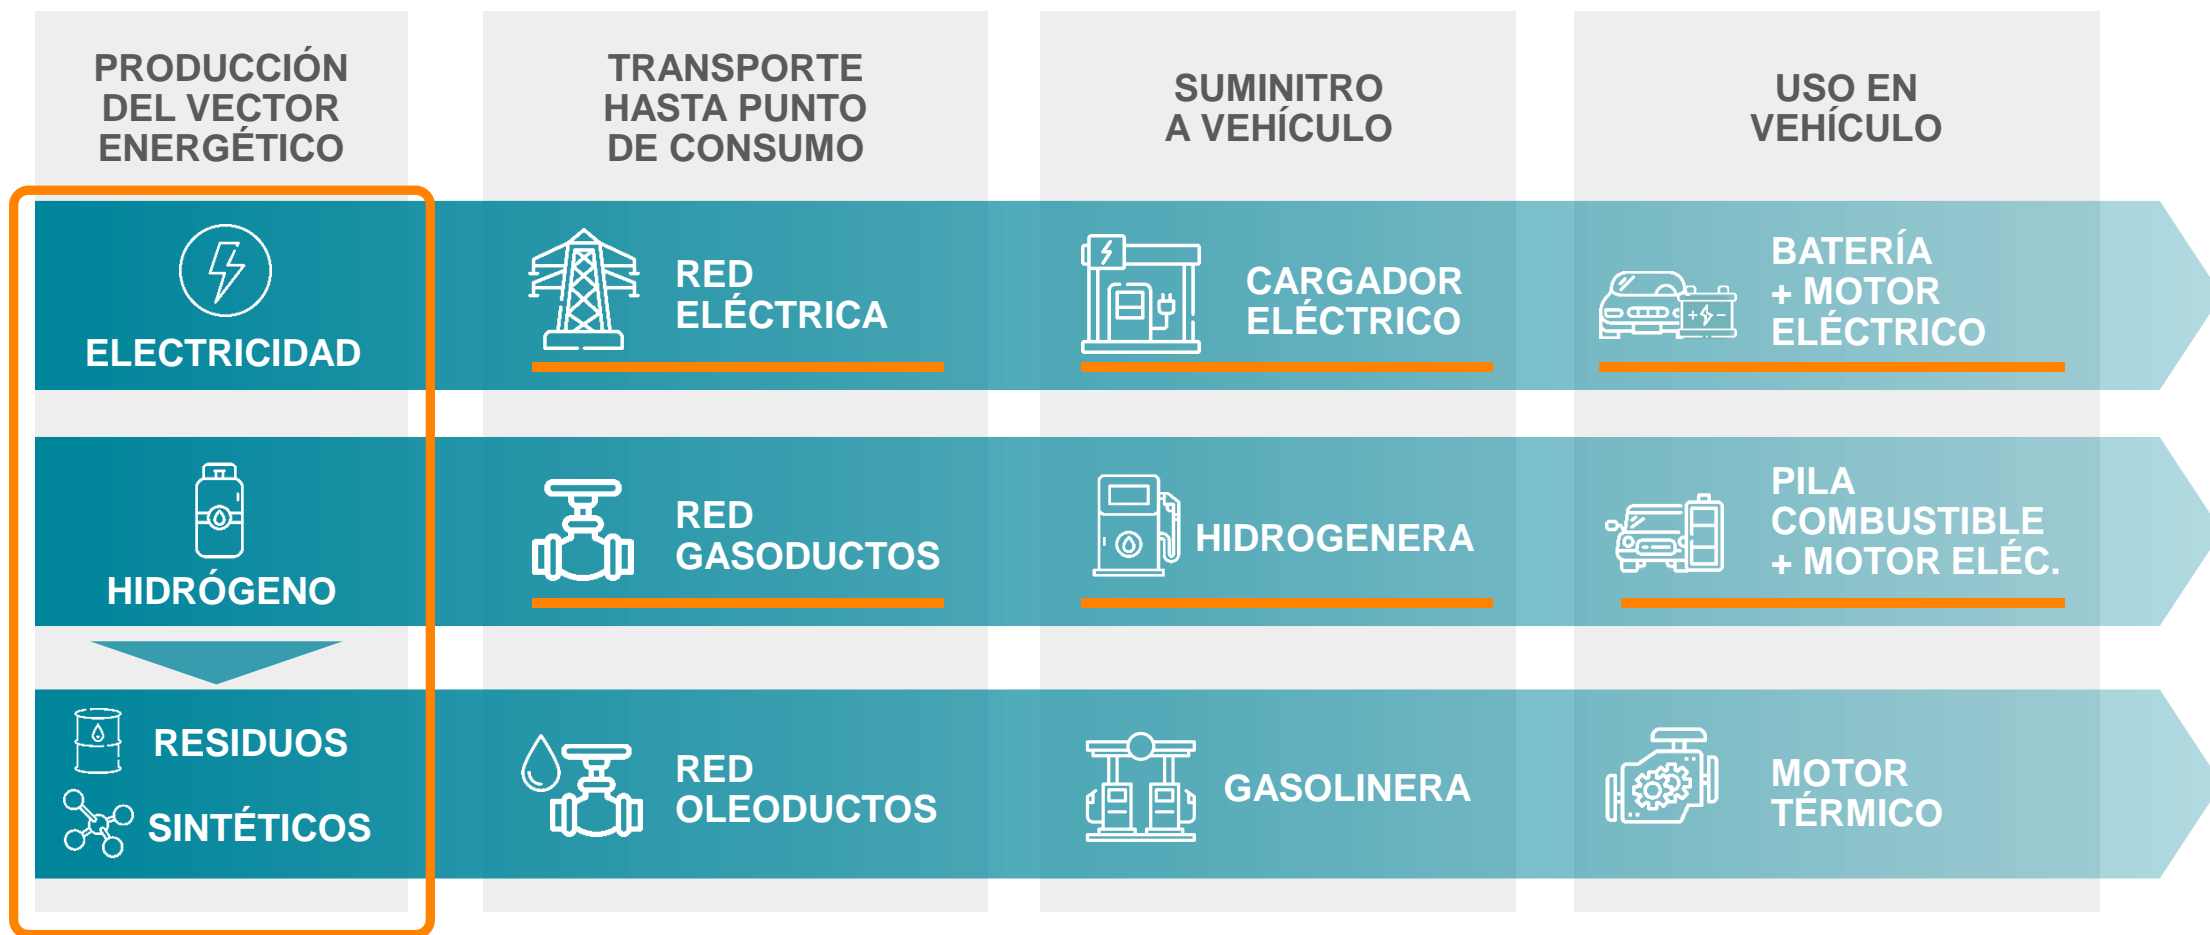 PRODUCCIÓN
DEL VECTOR
ENERGÉTICO
TRANSPORTE
HASTA PUNTO
DE CONSUMO
SUMINITRO
A VEHÍCULO
USO EN
VEHÍCULO
ELECTRICIDAD
RED
ELÉCTRICA
CARGADOR
ELÉCTRICO
BATERÍA
+ MOTOR
ELÉCTRICO
HIDRÓGENO
RED
GASODUCTOS
HIDROGENERA
PILA
COMBUSTIBLE
+ MOTOR ELÉC.
RESIDUOS
SINTÉTICOS
RED
OLEODUCTOS
GASOLINERA
MOTOR
TÉRMICO